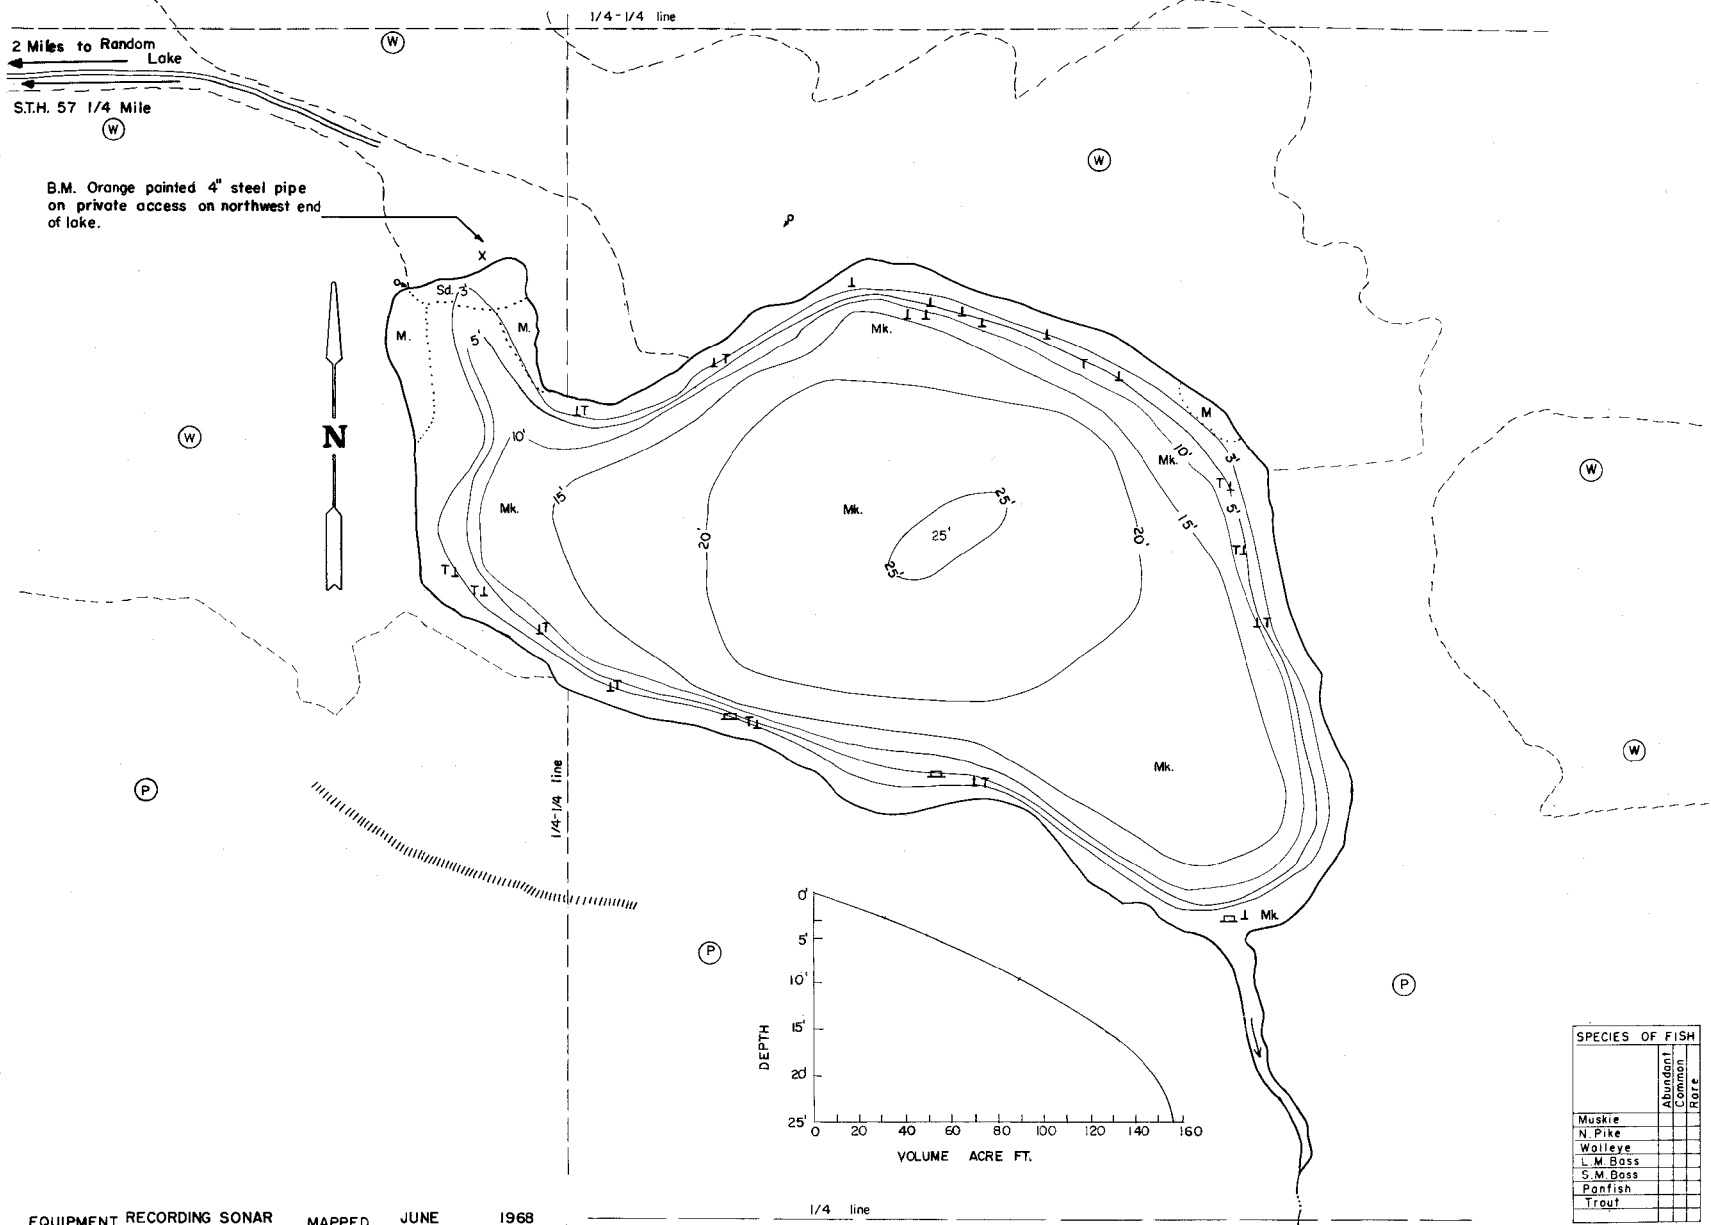 1/4-1/4 line
2 Miles to Random
Lake
S.T.H. 57 1/4 Mile
W
W
W
B.M. Orange painted 4" steel pipe
on private access on northwest end
of lake.
X
Sd. 3'
M.
M.
5'
Mk.
N
W
10'
15'
Mk.
Mk.
20'
25'
25'
25'
20'
15'
Mk.
10'
M
3'
5'
W
W
T
T
T
T
T
T
T
T
T
T
T
T
T
T
Mk.
Mk.
P
P
P
1/4-1/4 line
DEPTH
0'
5'
10'
15'
20'
25'
0 20 40 60 80 100 120 140 160
VOLUME ACRE FT.
SPECIES OF FISH
Abundant
Common
Rare
Muskie
N. Pike
Walleye
L.M. Bass
S.M. Bass
Panfish
Trout
1/4 line
EQUIPMENT RECORDING SONAR MAPPED JUNE 1968